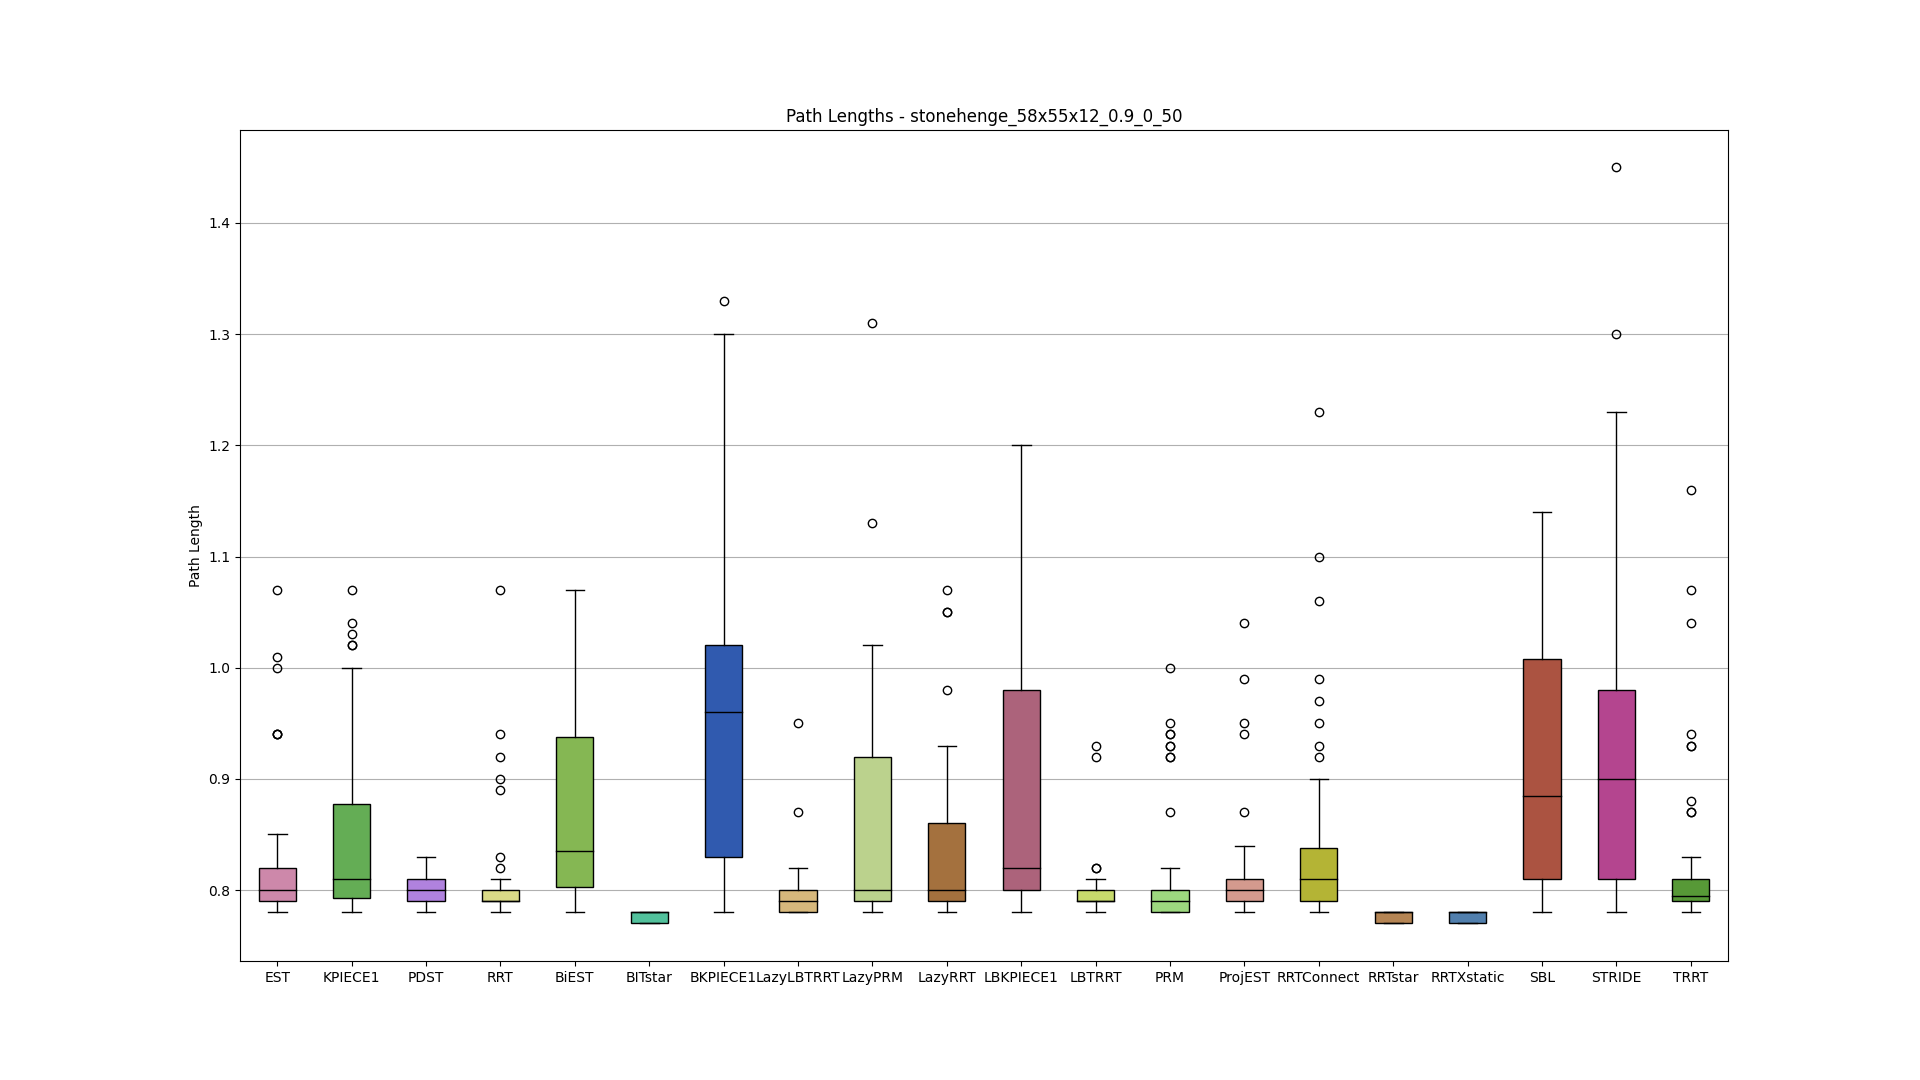 Path Lengths - stonehenge_58x55x12_0.9_0_50
Path Length
1.4
1.3
1.2
1.1
1.0
0.9
0.8
EST KPIECE1 PDST RRT BiEST BITstar BKPIECE1 LazyLBTRRT LazyPRM LazyRRT LBKPIECE1 LBTRRT PRM ProjEST RRTConnect RRTstar RRTXstatic SBL STRIDE TRRT